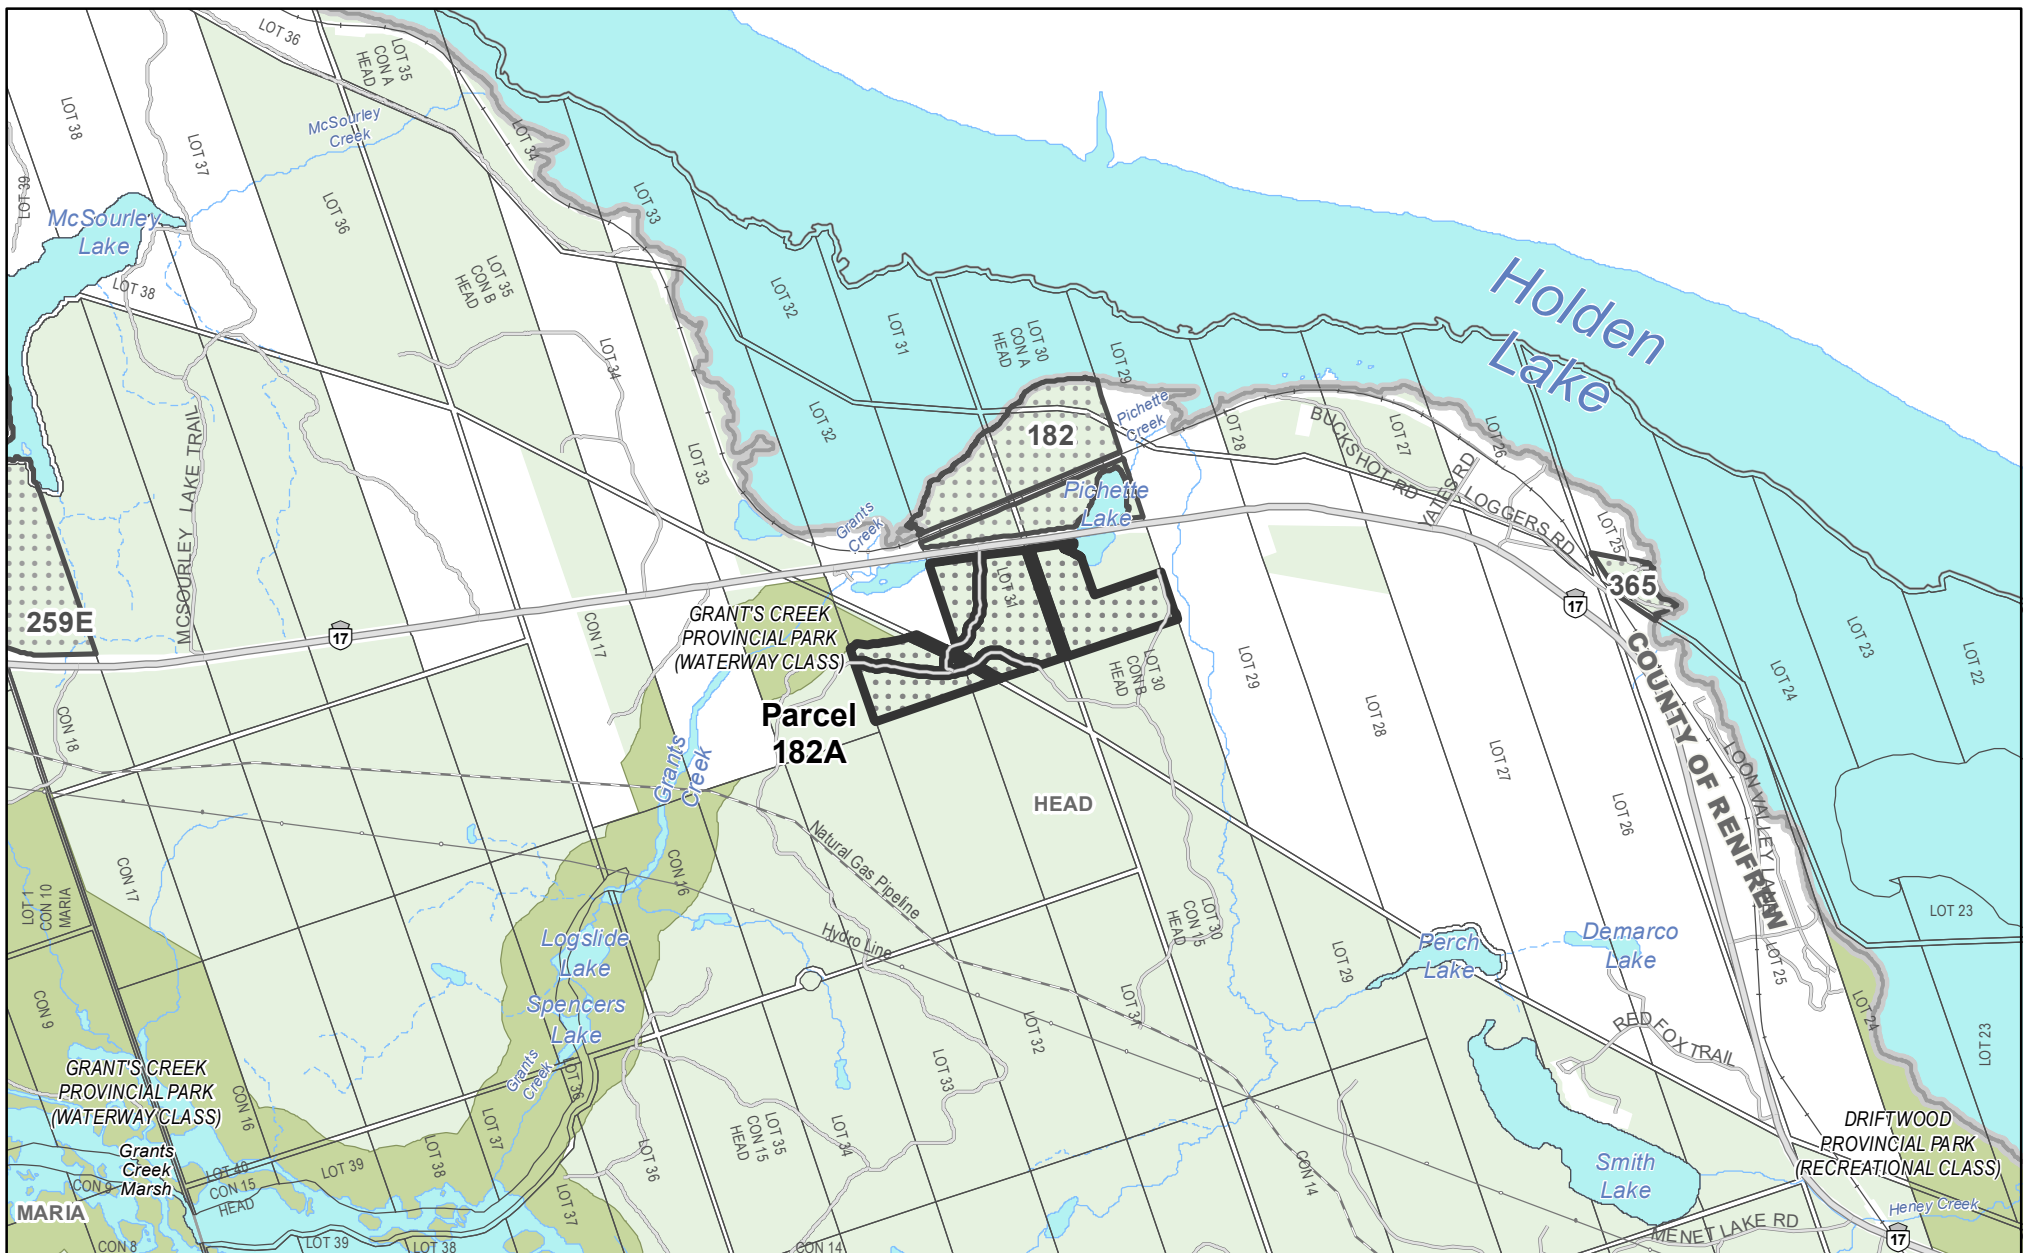 LOT 36
LOT 35
CON A
HEAD
LOT 38
LOT 37
McSourley
Creek
LOT 34
LOT 39
McSourley
Lake
LOT 36
LOT 33
LOT 38
LOT 35
CON B
HEAD
LOT 32
LOT 31
LOT 30
CON A
HEAD
LOT 29
Holden
Lake
LOT 34
MCSOURLEY LAKE TRAIL
LOT 33
LOT 32
182
Pichette
Creek
LOT 28
BUCKSHOT RD
LOT 27
LOT 26
YATES RD
LOGGERS RD
LOT 25
Pichette
Lake
Grants
Creek
365
17
259E
17
CON 17
GRANT'S CREEK
PROVINCIAL PARK
(WATERWAY CLASS)
LOT 31
LOT 30
CON B
HEAD
LOT 29
LOT 28
LOT 27
LOT 26
COUNTY OF RENFREW
LOON VALLEY LANE
LOT 24
LOT 23
LOT 22
CON 18
Parcel
182A
Grants
Creek
HEAD
Natural Gas Pipeline
Hydro Line
CON 17
CON 16
LOT 1
CON 10
MARIA
LOT 30
CON 15
HEAD
LOT 23
Logslide
Lake
Perch
Lake
Demarco
Lake
LOT 25
LOT 29
CON 9
Spencers
Lake
LOT 31
LOT 32
LOT 24
LOT 23
RED FOX TRAIL
GRANT'S CREEK
PROVINCIAL PARK
(WATERWAY CLASS)
CON 16
Grants
Creek
LOT 36
LOT 33
LOT 37
LOT 38
LOT 39
LOT 35
CON 15
HEAD
LOT 34
LOT 36
DRIFTWOOD
PROVINCIAL PARK
(RECREATIONAL CLASS)
Grants
Creek
Marsh
LOT 40
CON 15
HEAD
CON 9
CON 14
Smith
Lake
LOT 37
Heney Creek
MARIA
MENET LAKE RD
17
CON 8
LOT 39
LOT 38
CON 14